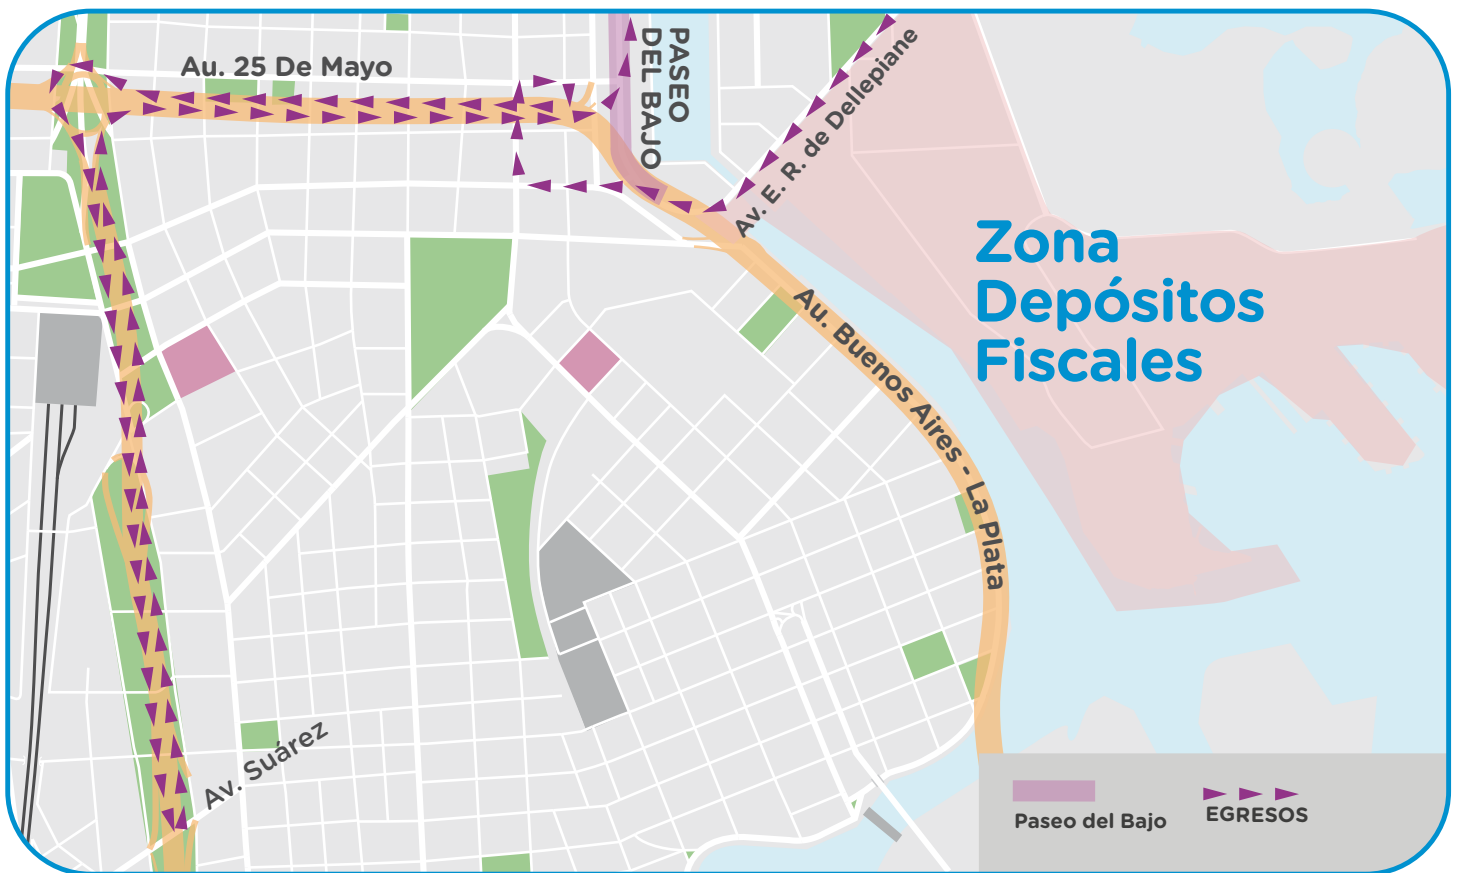 Au. 25 De Mayo
PASEO
DEL BAJO
Av. E. R. de Dellepiane
Zona
Depósitos
Fiscales
Au. Buenos Aires - La Plata
Av. Suárez
Paseo del Bajo
EGRESOS